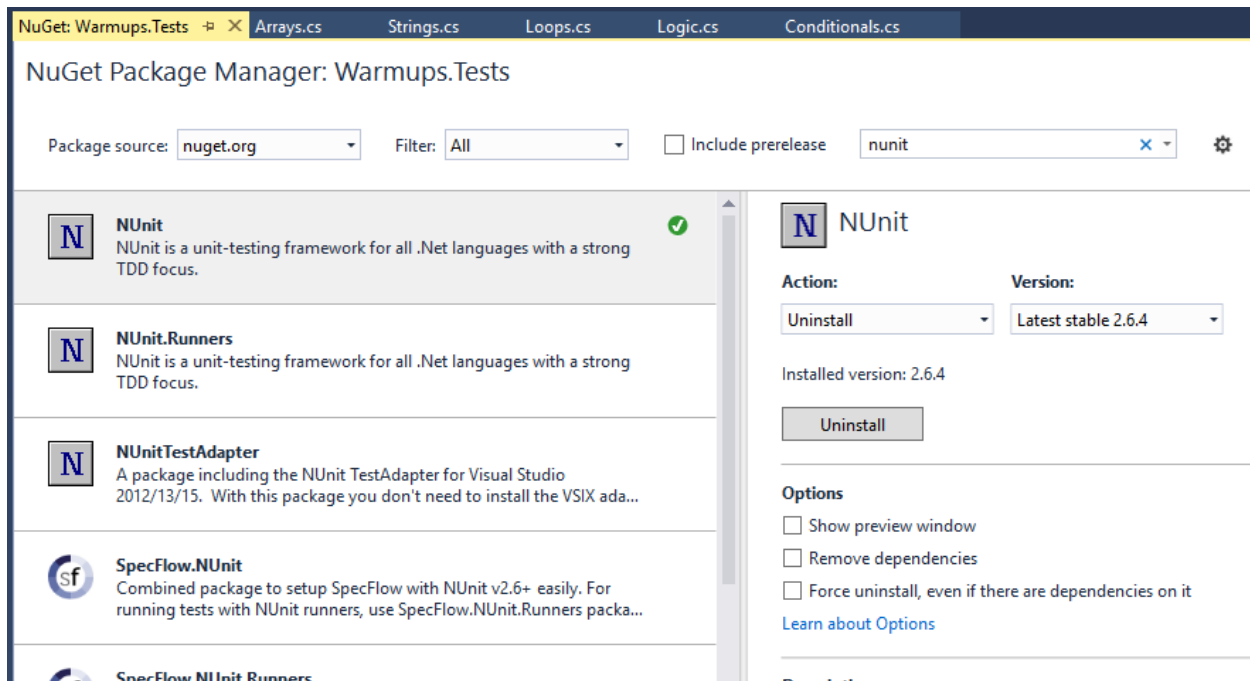 NuGet: Warmups.Tests Arrays.cs Strings.cs Loops.cs Logic.cs Conditionals.cs
NuGet Package Manager: Warmups.Tests
Package source: nuget.org Filter: All Include prerelease nunit
N NUnit
NUnit is a unit-testing framework for all .Net languages with a strong
TDD focus.
N NUnit.Runners
NUnit is a unit-testing framework for all .Net languages with a strong
TDD focus.
N NUnitTestAdapter
A package including the NUnit TestAdapter for Visual Studio
2012/13/15. With this package you don't need to install the VSIX ada...
sf SpecFlow.NUnit
Combined package to setup SpecFlow with NUnit v2.6+ easily. For
running tests with NUnit runners, use SpecFlow.NUnit.Runners packa...
SpecFlow.NUnit.Runners
N NUnit
Action: Version:
Uninstall Latest stable 2.6.4
Installed version: 2.6.4
Uninstall
Options
Show preview window
Remove dependencies
Force uninstall, even if there are dependencies on it
Learn about Options